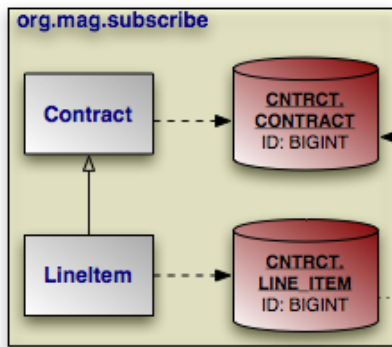 org.mag.subscribe
Contract
CNTRCT.
CONTRACT
ID: BIGINT
LineItem
CNTRCT.
LINE_ITEM
ID: BIGINT